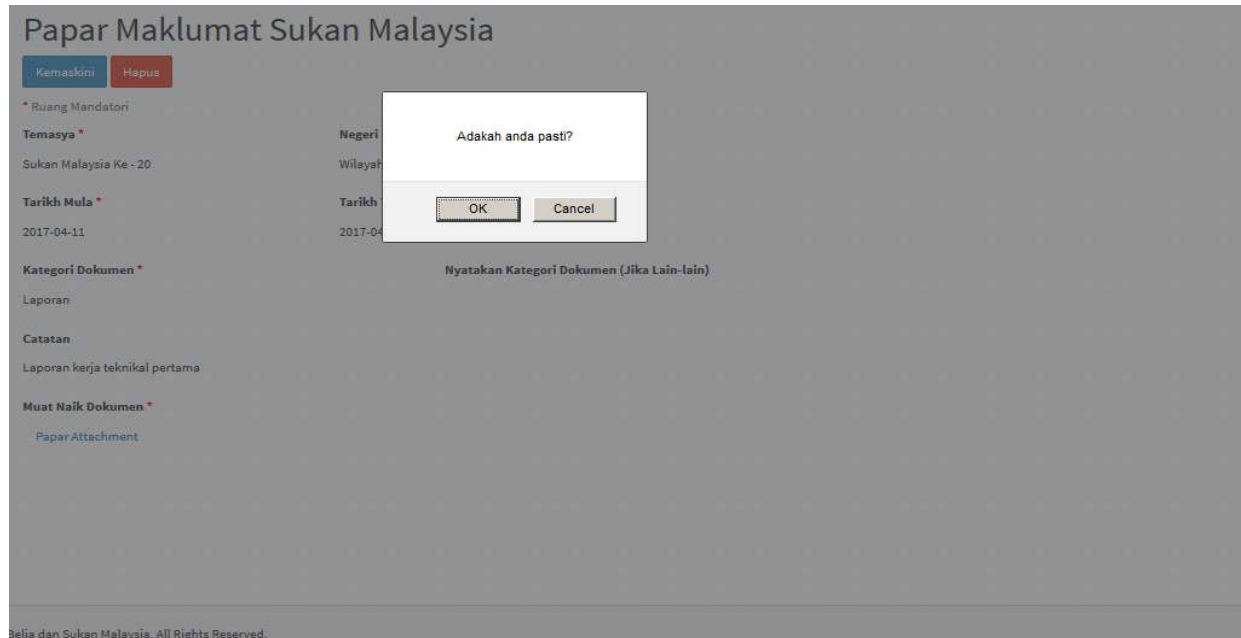 Papar Maklumat Sukan Malaysia
Kemaskini Hapus
* Ruang Mandatori
Temasya * Negeri
Sukan Malaysia Ke - 20
Adakah anda pasti?
Tarikh Mula * Tarikh
OK Cancel
2017-04-11 2017-04
Kategori Dokumen * Nyatakan Kategori Dokumen (Jika Lain-lain)
Laporan
Catatan
Laporan kerja teknikal pertama
Muat Naik Dokumen *
Papar Attachment
Belia dan Sukan Malaysia. All Rights Reserved.